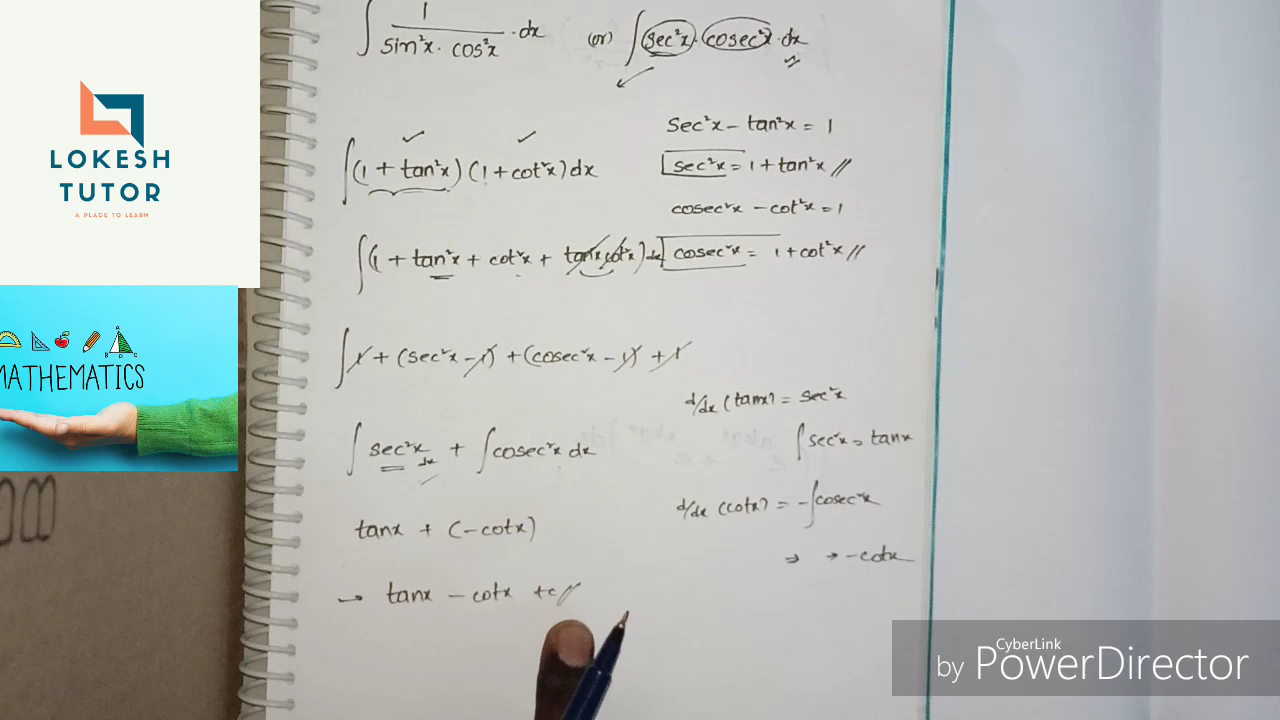 ∫ 1/(sin²x · cos²x) · dx (or) ∫ sec²x · cosec²x · dx
sec²x − tan²x = 1
∫ (1 + tan²x) (1 + cot²x) dx
sec²x = 1 + tan²x //
cosec²x − cot²x = 1
∫ (1 + tan²x + cot²x + tan²x cot²x) dx
cosec²x = 1 + cot²x //
∫ 1 + (sec²x − 1) + (cosec²x − 1) + 1
d/dx (tanx) = sec²x
∫ sec²x = tanx
∫ sec²x dx + ∫ cosec²x dx
d/dx (cotx) = −∫cosec²x
tanx + (−cotx)
⇒ → −cotx
→ tanx − cotx + c //
LOKESH
TUTOR
A PLACE TO LEARN
A
B D C
MATHEMATICS
CyberLink
by PowerDirector